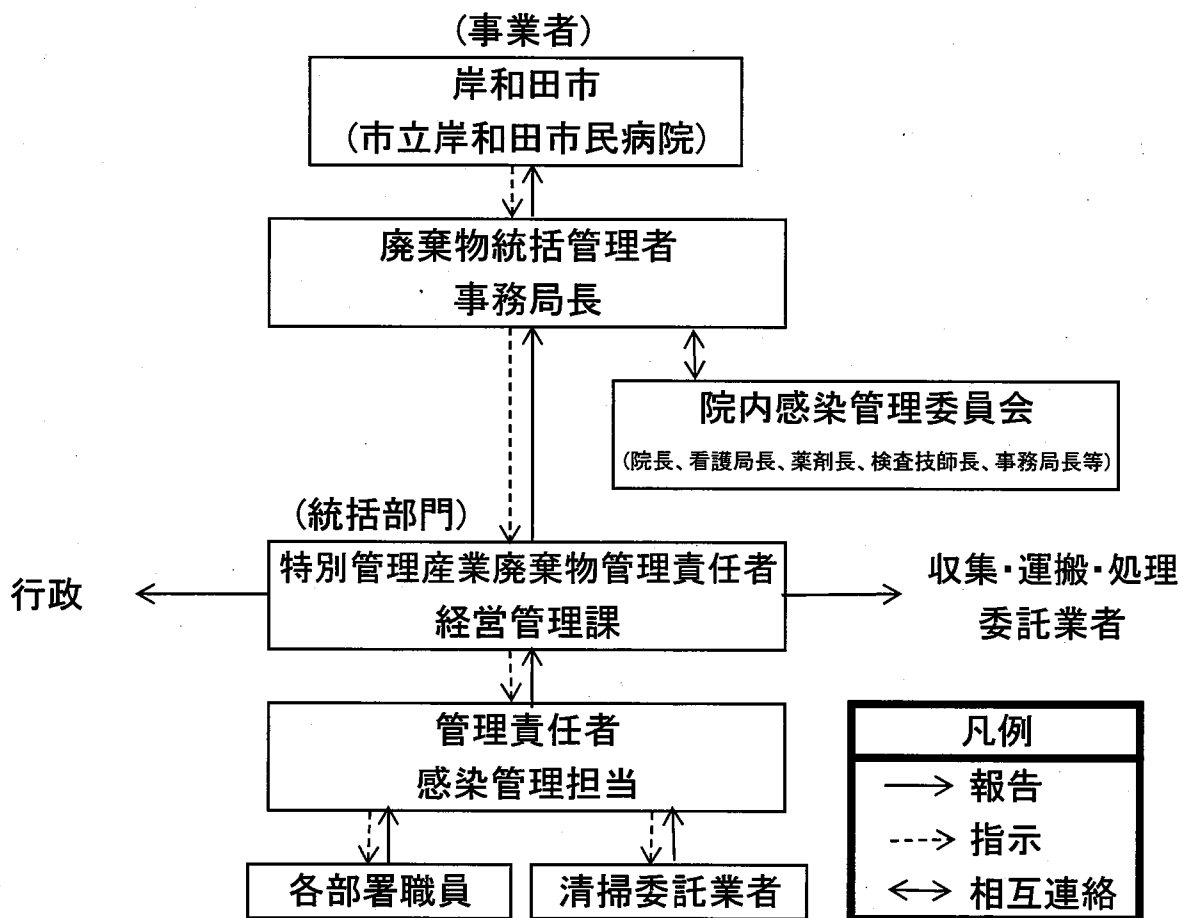 (事業者)
岸和田市
(市立岸和田市民病院)
廃棄物統括管理者
事務局長
院内感染管理委員会
(院長、看護局長、薬剤長、検査技師長、事務局長等)
(統括部門)
特別管理産業廃棄物管理責任者
経営管理課
行政
収集・運搬・処理
委託業者
管理責任者
感染管理担当
各部署職員
清掃委託業者
凡例
報告
指示
相互連絡